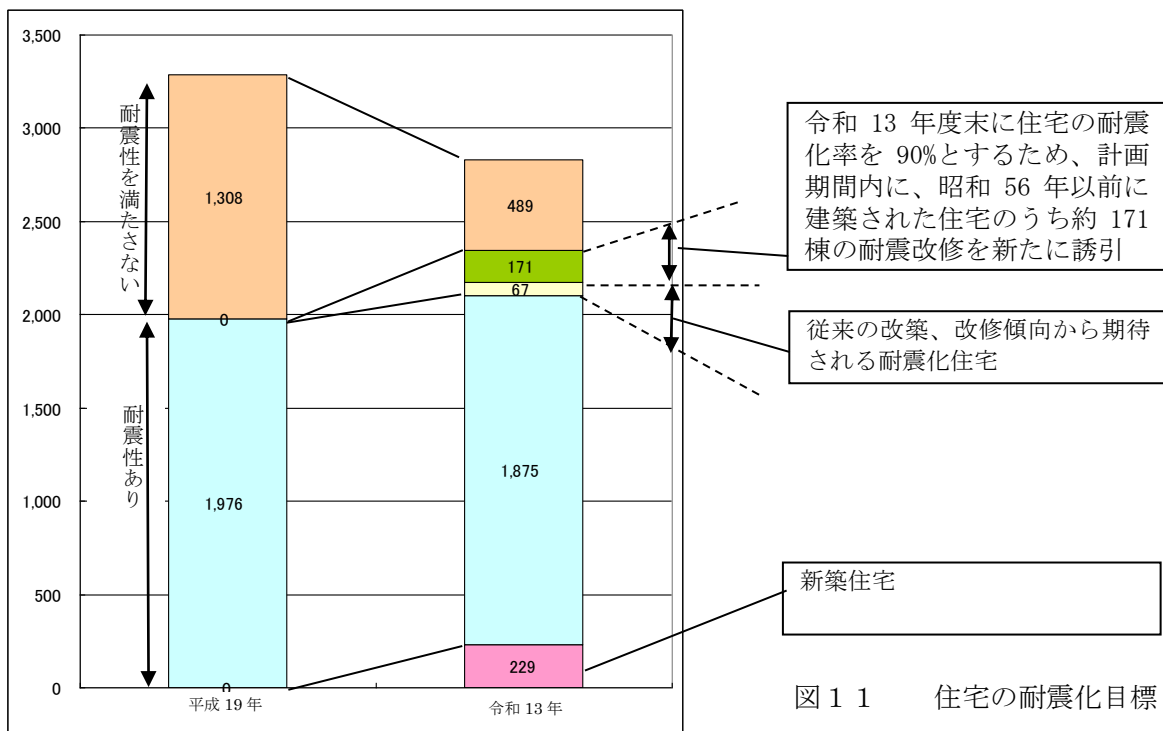 3,500
3,000
2,500
2,000
1,500
1,000
500
0
耐震性を満たさない
耐震性あり
1,308
0
1,976
0
平成 19 年
489
171
67
1,875
229
令和 13 年
令和 13 年度末に住宅の耐震
化率を 90%とするため、計画
期間内に、昭和 56 年以前に
建築された住宅のうち約 171
棟の耐震改修を新たに誘引
従来の改築、改修傾向から期待
される耐震化住宅
新築住宅
図11 住宅の耐震化目標